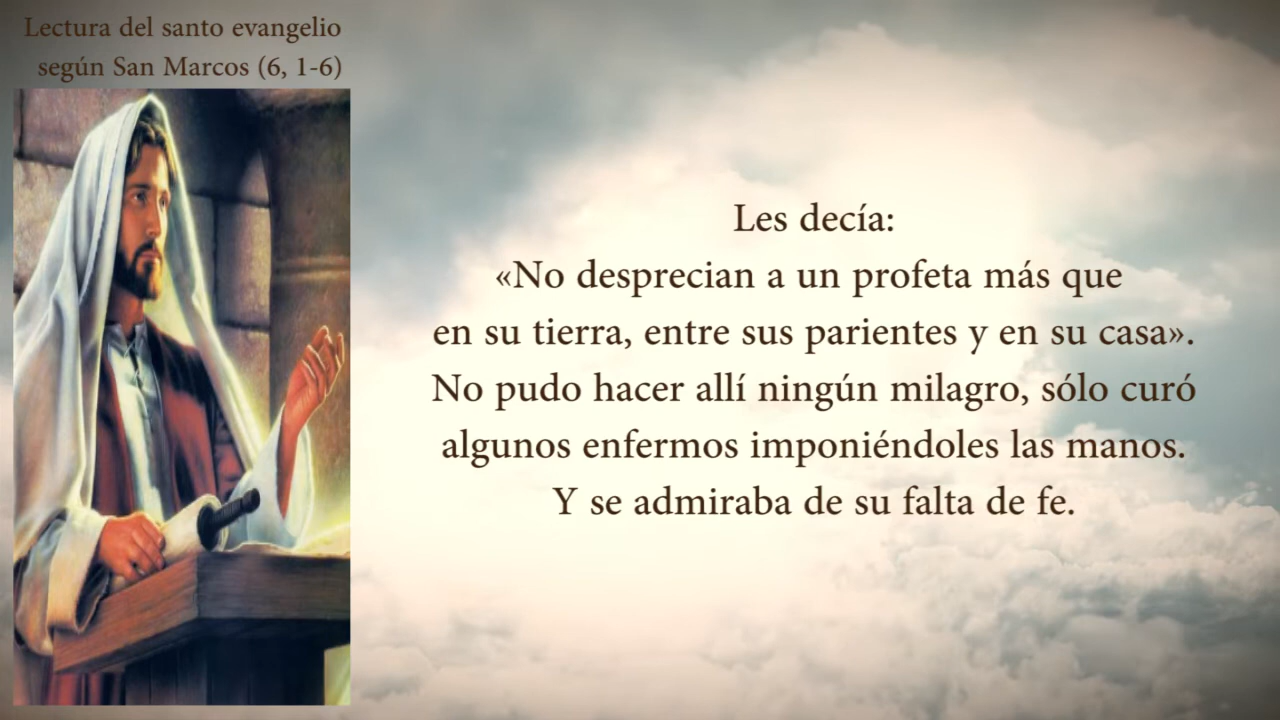 Lectura del santo evangelio
según San Marcos (6, 1-6)
Les decía:
«No desprecian a un profeta más que
en su tierra, entre sus parientes y en su casa».
No pudo hacer allí ningún milagro, sólo curó
algunos enfermos imponiéndoles las manos.
Y se admiraba de su falta de fe.